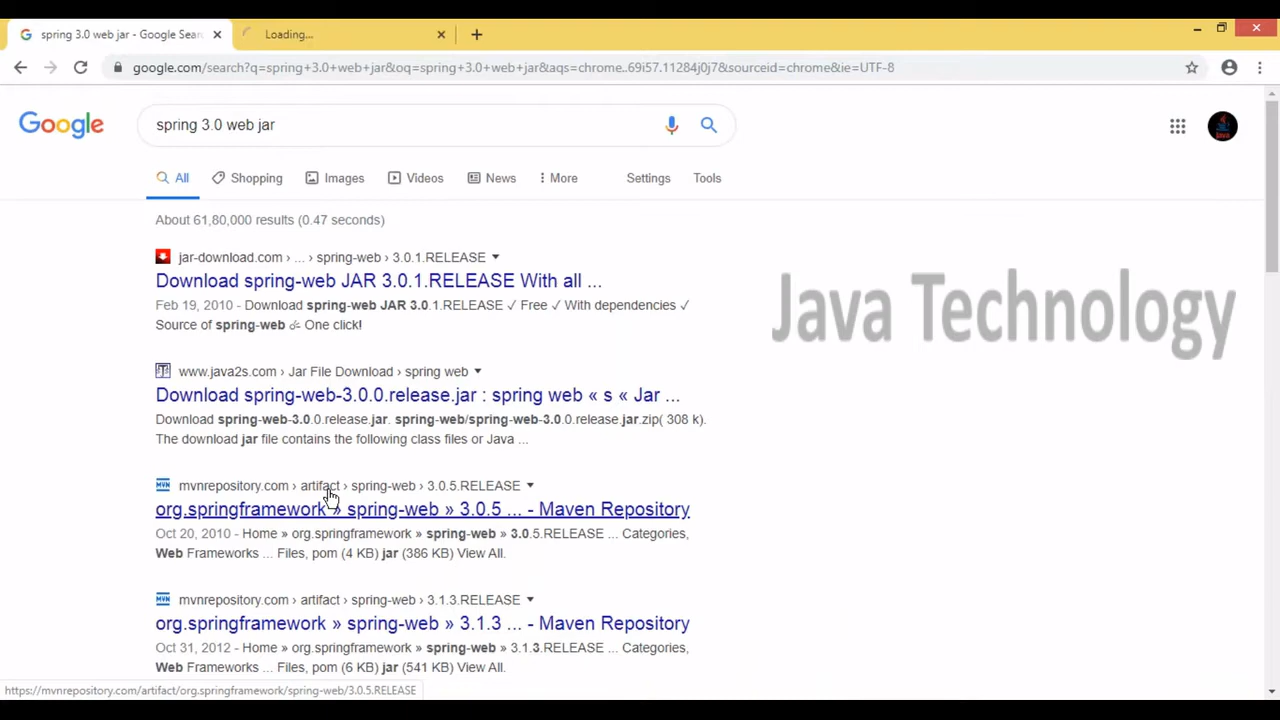 spring 3.0 web jar - Google Sear
Loading...
google.com/search?q=spring+3.0+web+jar&oq=spring+3.0+web+jar&aqs=chrome..69i57.11284j0j7&sourceid=chrome&ie=UTF-8
Google
spring 3.0 web jar
All Shopping Images Videos News More Settings Tools
About 61,80,000 results (0.47 seconds)
jar-download.com › ... › spring-web › 3.0.1.RELEASE
Download spring-web JAR 3.0.1.RELEASE With all ...
Feb 19, 2010 - Download spring-web JAR 3.0.1.RELEASE ✓ Free ✓ With dependencies ✓
Source of spring-web One click!
Java Technology
www.java2s.com › Jar File Download › spring web
Download spring-web-3.0.0.release.jar : spring web « s « Jar ...
Download spring-web-3.0.0.release.jar. spring-web/spring-web-3.0.0.release.jar.zip( 308 k).
The download jar file contains the following class files or Java ...
mvnrepository.com › artifact › spring-web › 3.0.5.RELEASE
org.springframework » spring-web » 3.0.5 ... - Maven Repository
Oct 20, 2010 - Home » org.springframework » spring-web » 3.0.5.RELEASE ... Categories,
Web Frameworks ... Files, pom (4 KB) jar (386 KB) View All.
mvnrepository.com › artifact › spring-web › 3.1.3.RELEASE
org.springframework » spring-web » 3.1.3 ... - Maven Repository
Oct 31, 2012 - Home » org.springframework » spring-web » 3.1.3.RELEASE ... Categories,
Web Frameworks ... Files, pom (6 KB) jar (541 KB) View All.
https://mvnrepository.com/artifact/org.springframework/spring-web/3.0.5.RELEASE